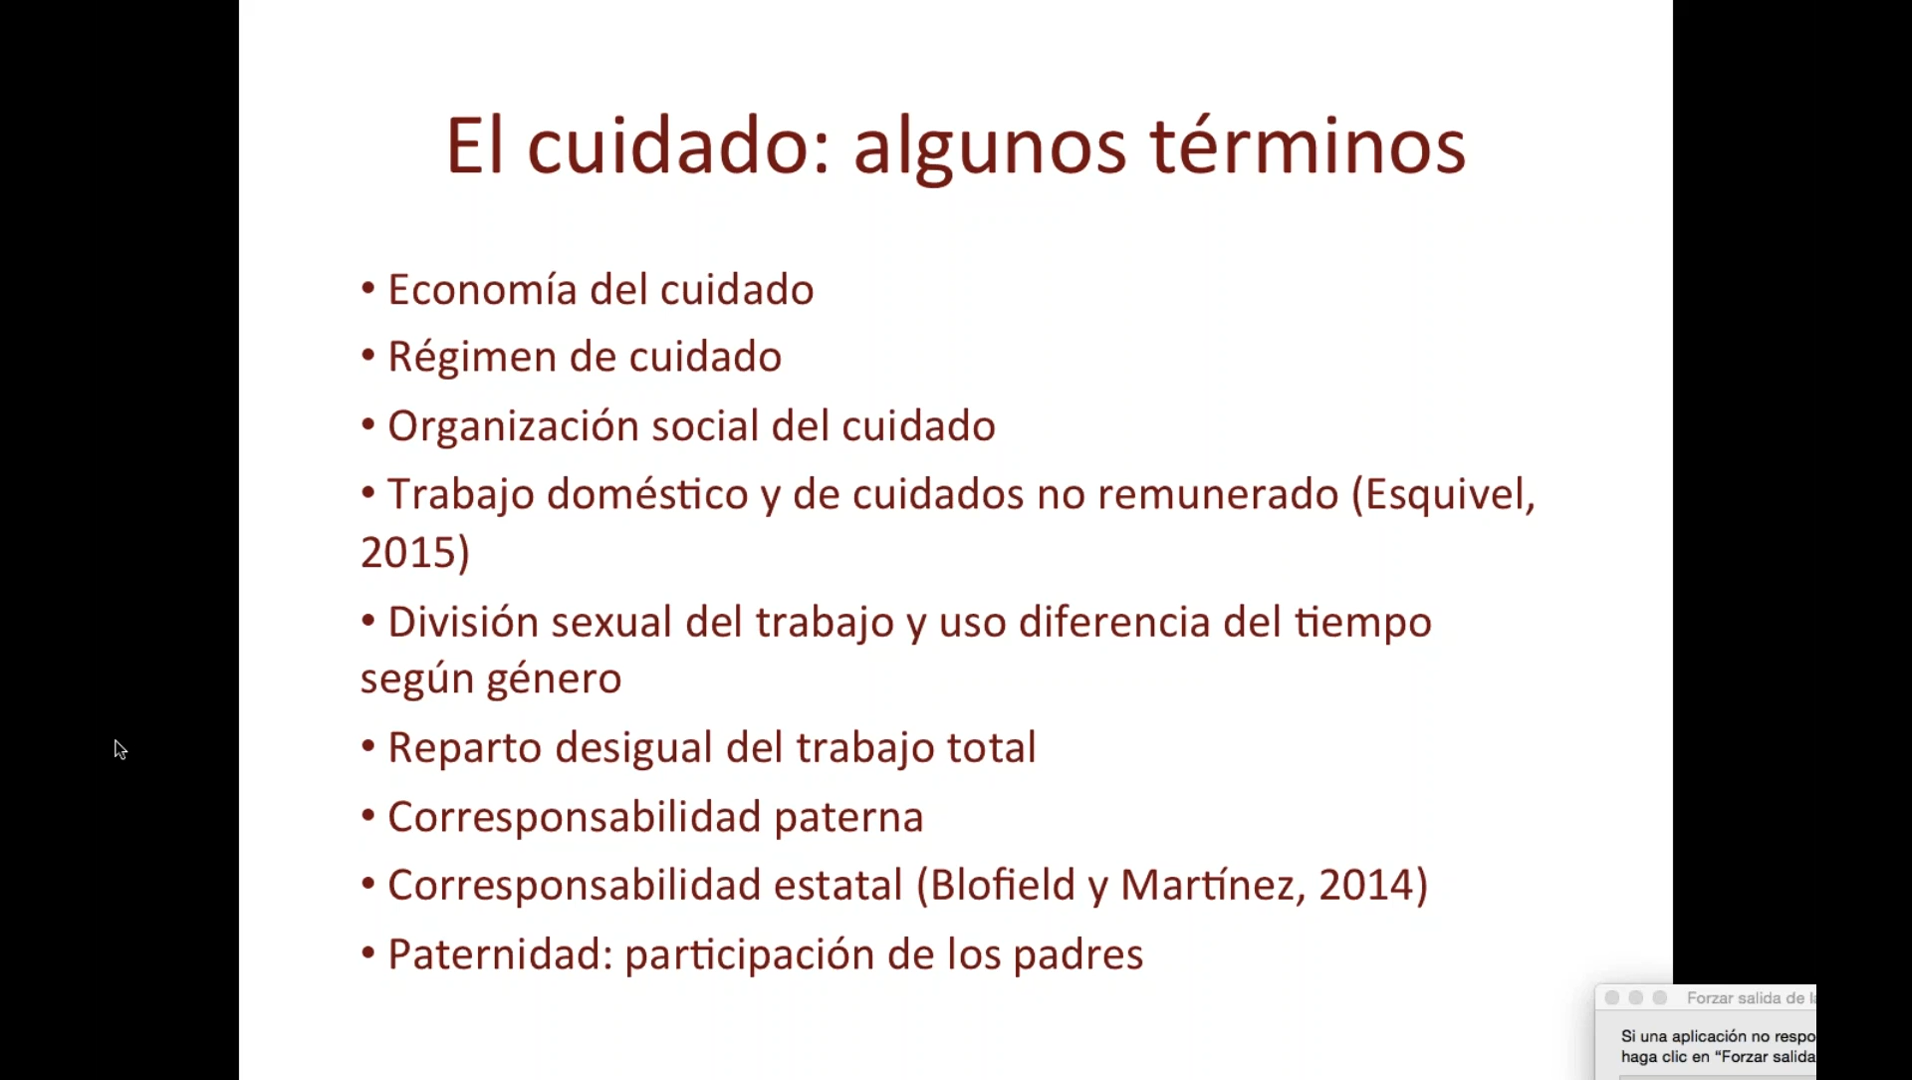 El cuidado: algunos términos
• Economía del cuidado
• Régimen de cuidado
• Organización social del cuidado
• Trabajo doméstico y de cuidados no remunerado (Esquivel,
2015)
• División sexual del trabajo y uso diferencia del tiempo
según género
• Reparto desigual del trabajo total
• Corresponsabilidad paterna
• Corresponsabilidad estatal (Blofield y Martínez, 2014)
• Paternidad: participación de los padres
Forzar salida de
Si una aplicación no
haga clic en “Forzar salida